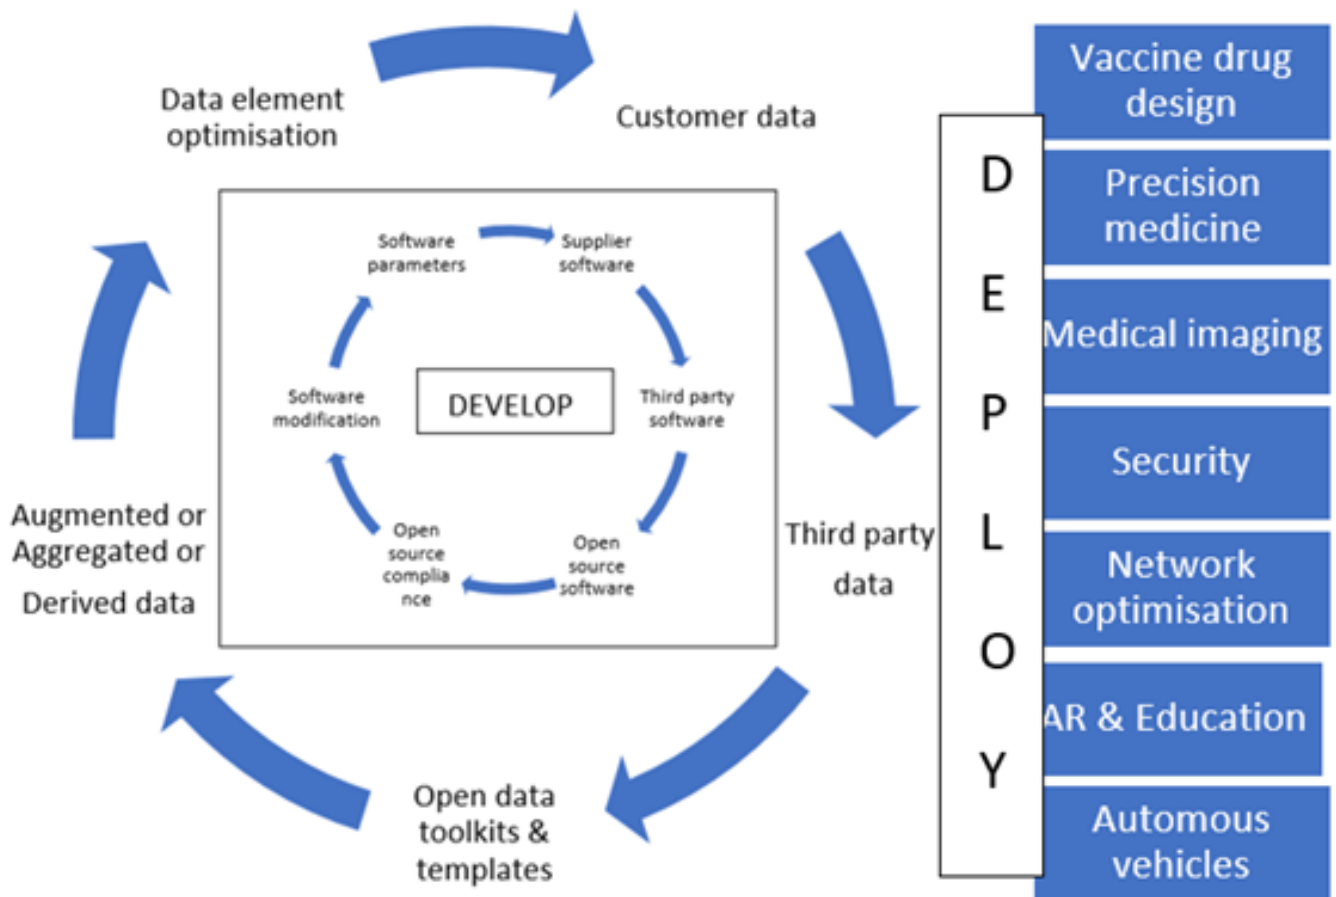 Data element
optimisation
Customer data
Third party
data
Open data
toolkits &
templates
Augmented or
Aggregated or
Derived data
Software
parameters
Supplier
software
Third party
software
Open
source
software
Open
source
complia
nce
Software
modification
DEVELOP
D
E
P
L
O
Y
Vaccine drug
design
Precision
medicine
Medical imaging
Security
Network
optimisation
AR & Education
Automous
vehicles